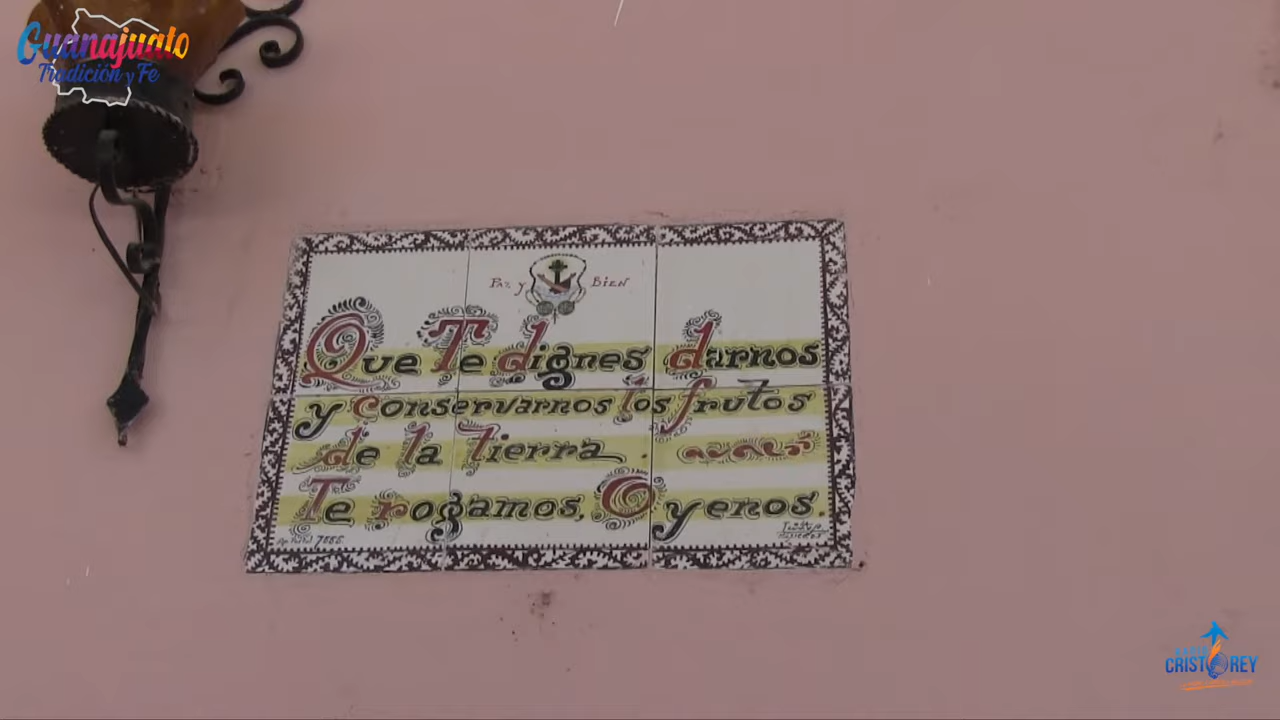 Guanajuato
Tradición y Fe
Paz y Bien
Que Te dignes darnos
y conservarnos los frutos
de la tierra.
Te rogamos, Oyenos.
CRISTO REY